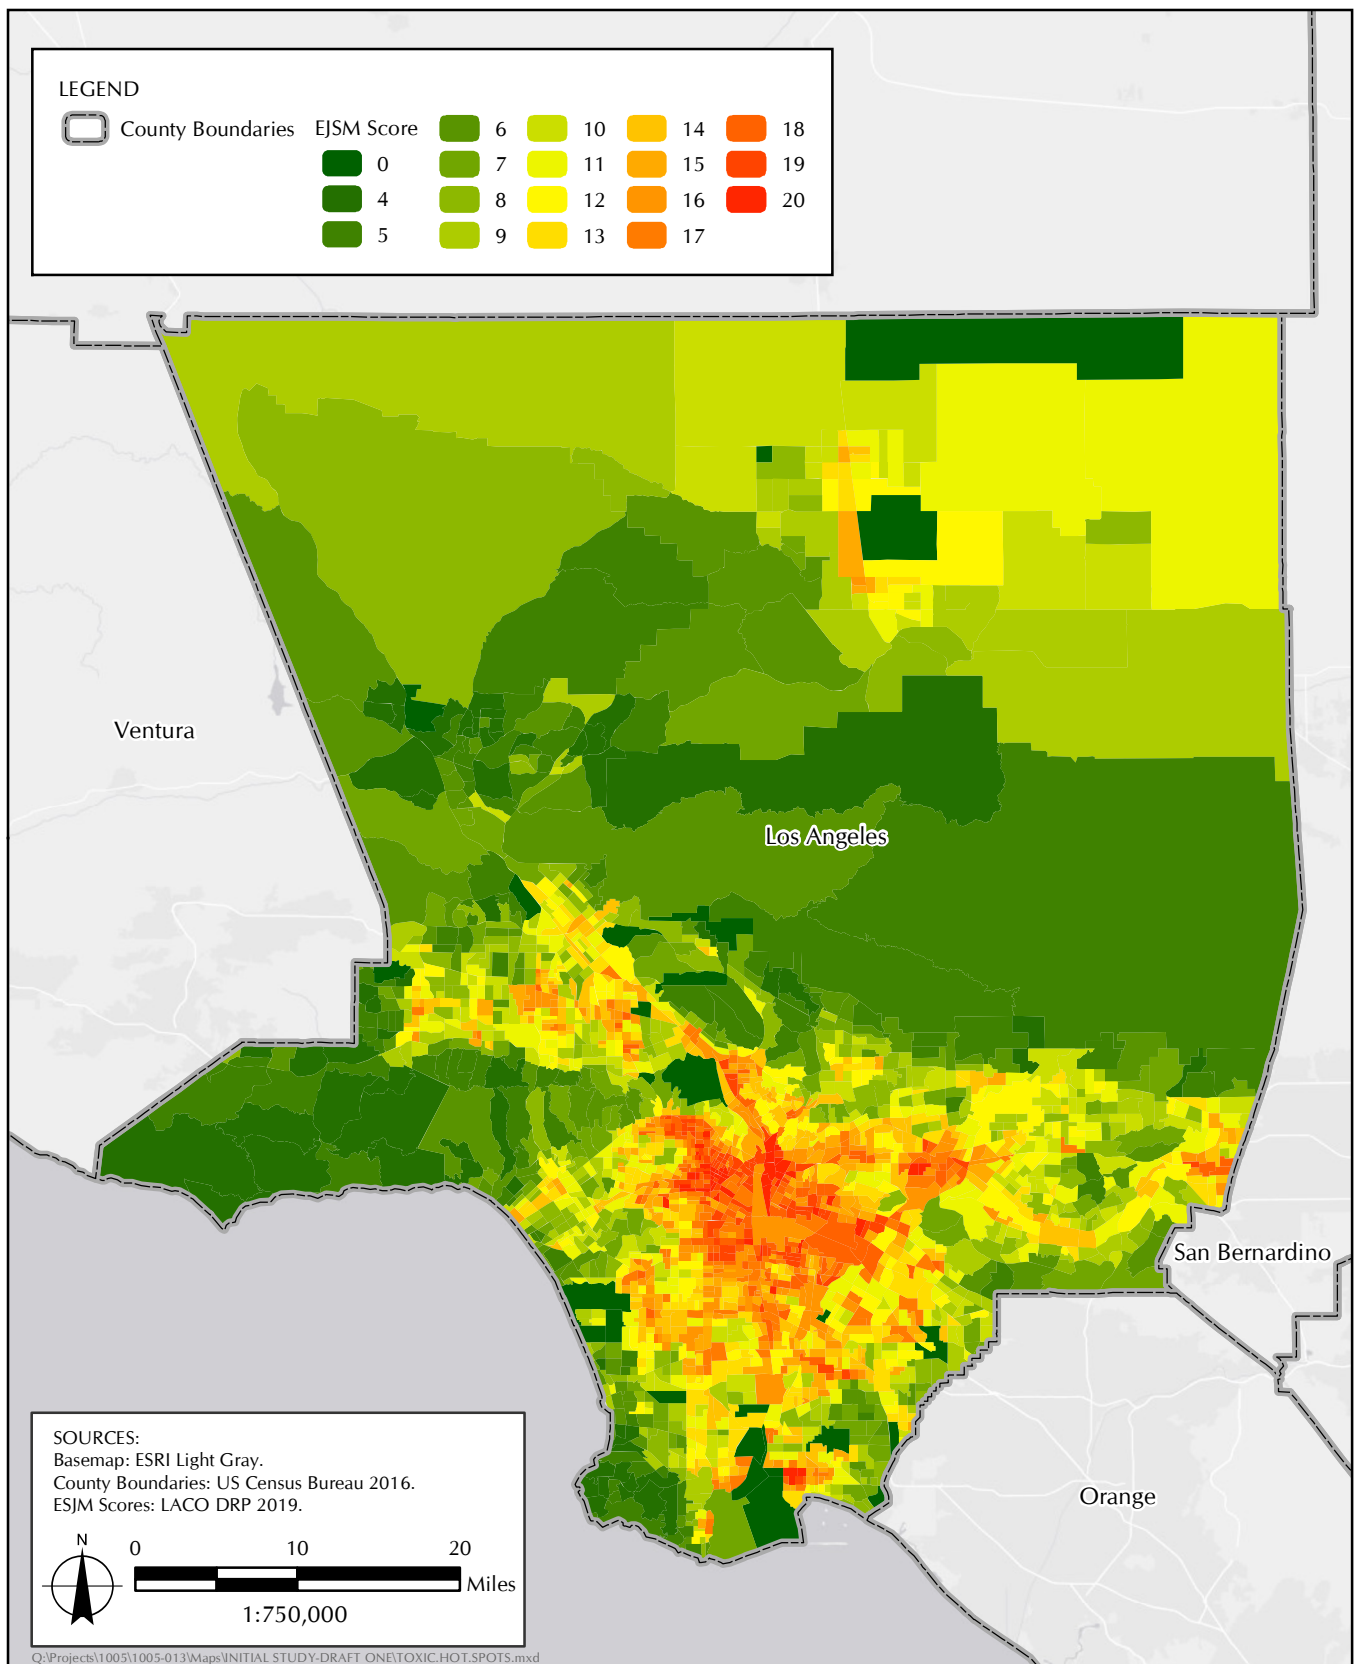 LEGEND
County Boundaries
EJSM Score
0
4
5
6
7
8
9
10
11
12
13
14
15
16
17
18
19
20
Ventura
Los Angeles
San Bernardino
Orange
SOURCES:
Basemap: ESRI Light Gray.
County Boundaries: US Census Bureau 2016.
ESJM Scores: LACO DRP 2019.
N
0 10 20
Miles
1:750,000
Q:\Projects\1005\1005-013\Maps\INITIAL STUDY-DRAFT ONE\TOXIC.HOT.SPOTS.mxd